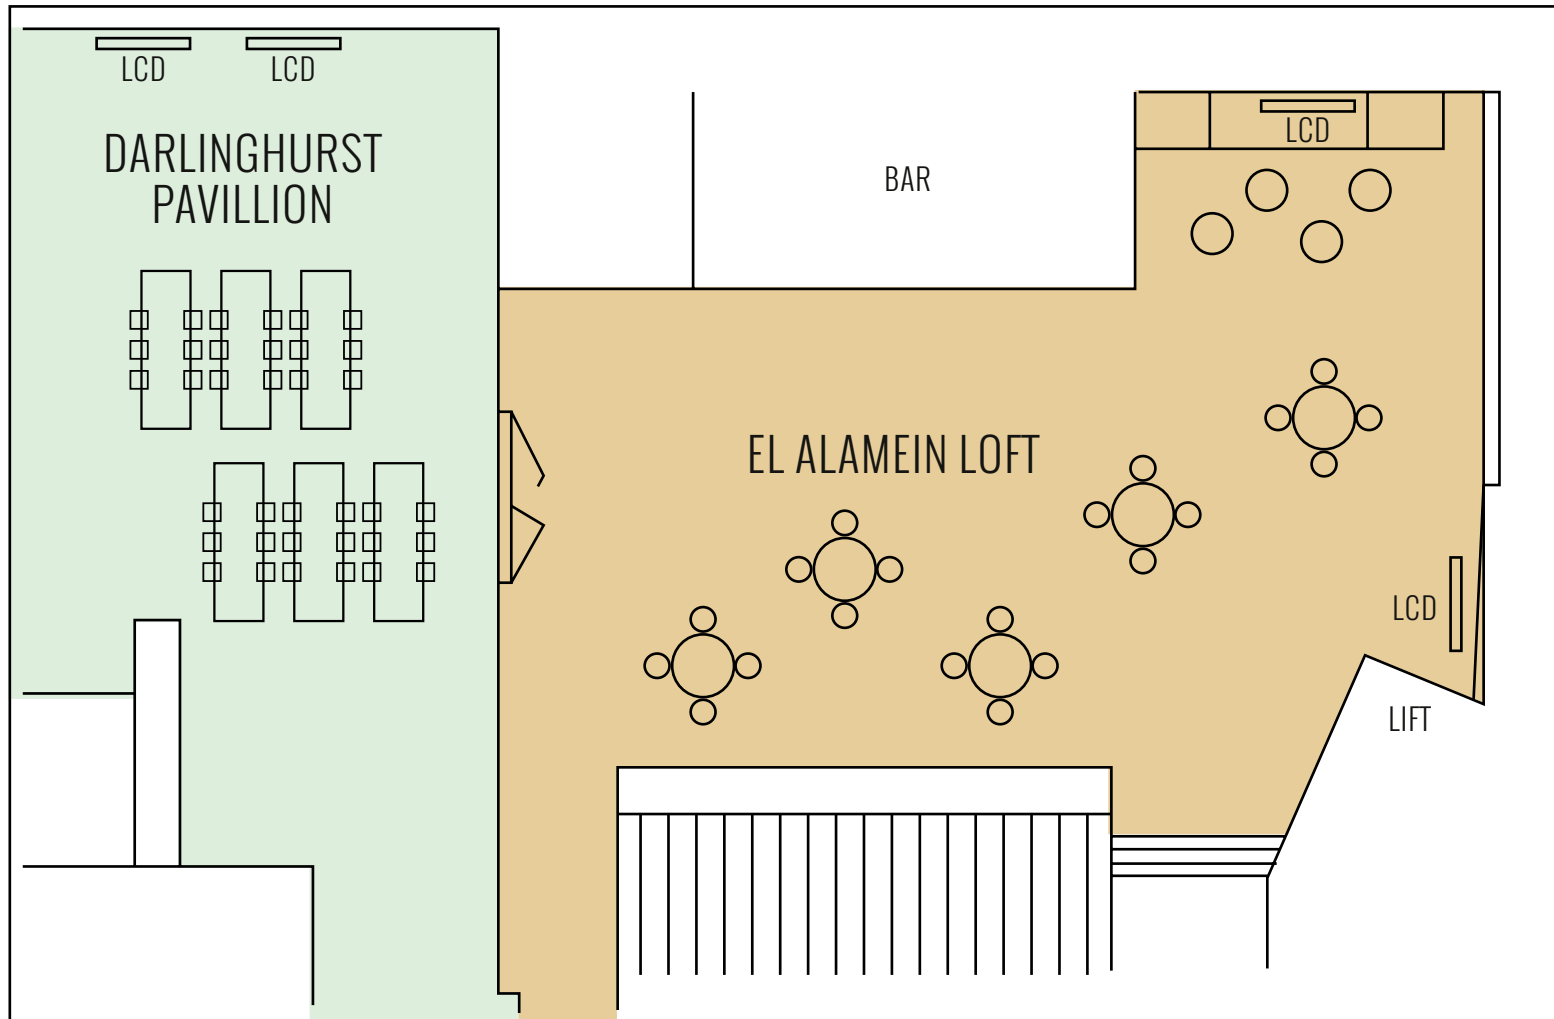 LCD
LCD
DARLINGHURST
PAVILLION
BAR
LCD
EL ALAMEIN LOFT
LCD
LIFT